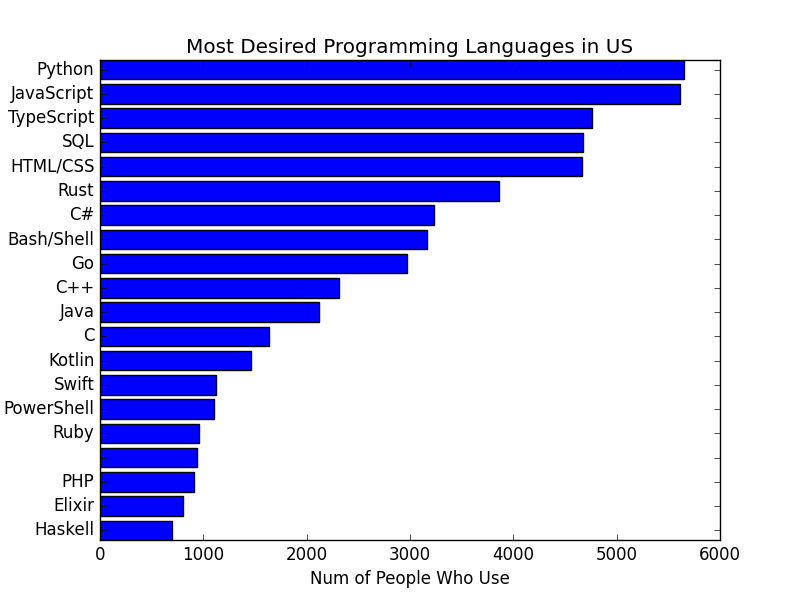 Most Desired Programming Languages in US
Python
JavaScript
TypeScript
SQL
HTML/CSS
Rust
C#
Bash/Shell
Go
C++
Java
C
Kotlin
Swift
PowerShell
Ruby
PHP
Elixir
Haskell
0 1000 2000 3000 4000 5000 6000
Num of People Who Use